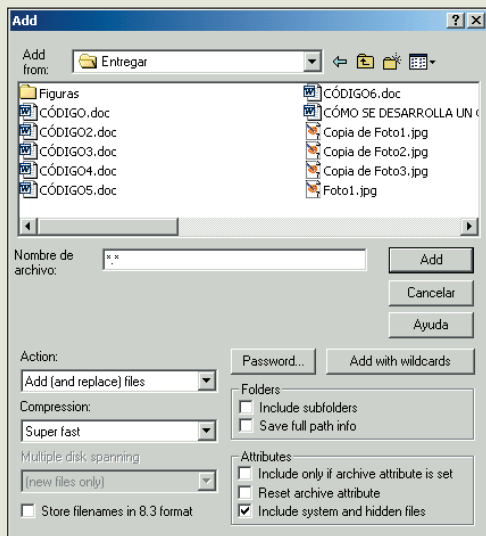 Add
Add from:
Entregar
Figuras
CÓDIGO.doc
CÓDIGO2.doc
CÓDIGO3.doc
CÓDIGO4.doc
CÓDIGO5.doc
CÓDIGO6.doc
CÓMO SE DESARROLLA UN
Copia de Foto1.jpg
Copia de Foto2.jpg
Copia de Foto3.jpg
Foto1.jpg
Nombre de archivo:
*.*
Add
Cancelar
Ayuda
Action:
Add (and replace) files
Compression:
Super fast
Multiple disk spanning
(new files only)
Store filenames in 8.3 format
Password...
Add with wildcards
Folders
Include subfolders
Save full path info
Attributes
Include only if archive attribute is set
Reset archive attribute
Include system and hidden files